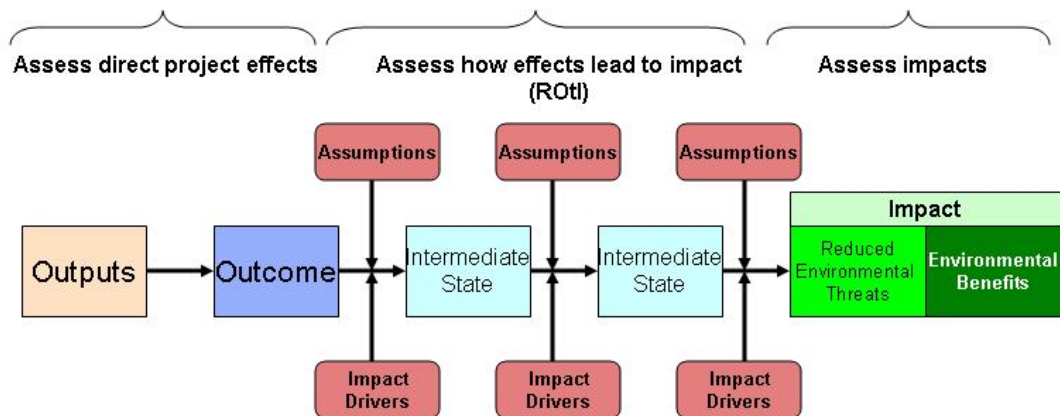 Assess direct project effects
Assess how effects lead to impact
(ROtI)
Assess impacts
Assumptions
Assumptions
Assumptions
Outputs
Outcome
Intermediate
State
Intermediate
State
Impact
Reduced
Environmental
Threats
Environmental
Benefits
Impact
Drivers
Impact
Drivers
Impact
Drivers